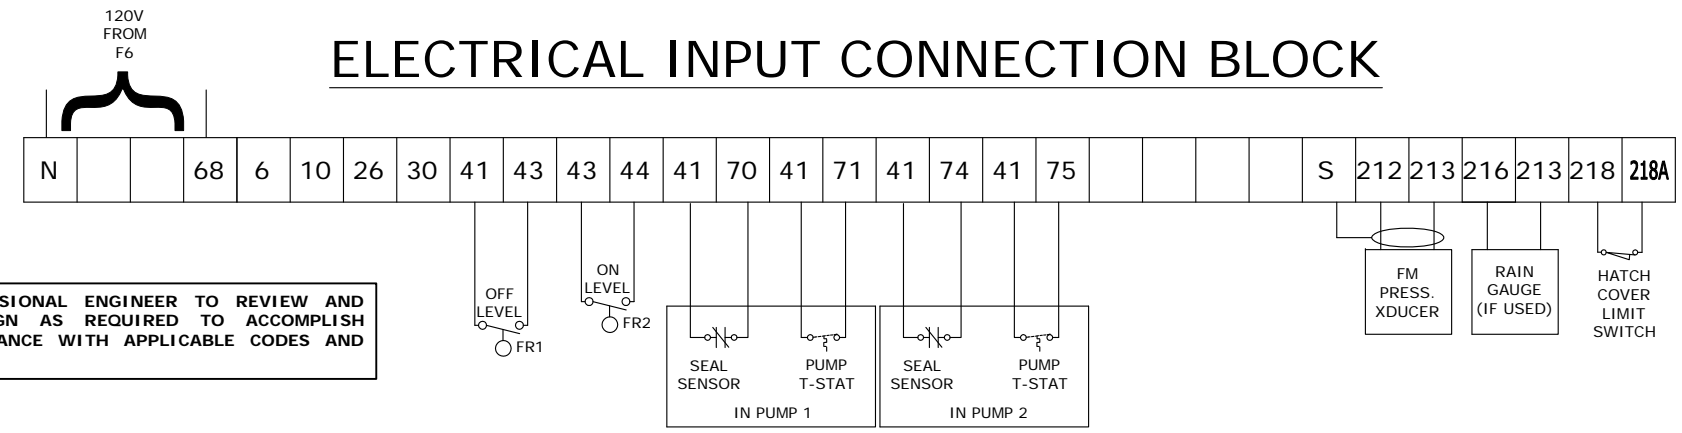 120V
FROM
F6
ELECTRICAL INPUT CONNECTION BLOCK
N 68 6 10 26 30 41 43 43 44 41 70 41 71 41 74 41 75 S 212 213 216 213 218 218A
SIONAL ENGINEER TO REVIEW AND
GN AS REQUIRED TO ACCOMPLISH
ANCE WITH APPLICABLE CODES AND
OFF
LEVEL
FR1
ON
LEVEL
FR2
SEAL
SENSOR
PUMP
T-STAT
IN PUMP 1
SEAL
SENSOR
PUMP
T-STAT
IN PUMP 2
FM
PRESS.
XDUCER
RAIN
GAUGE
(IF USED)
HATCH
COVER
LIMIT
SWITCH